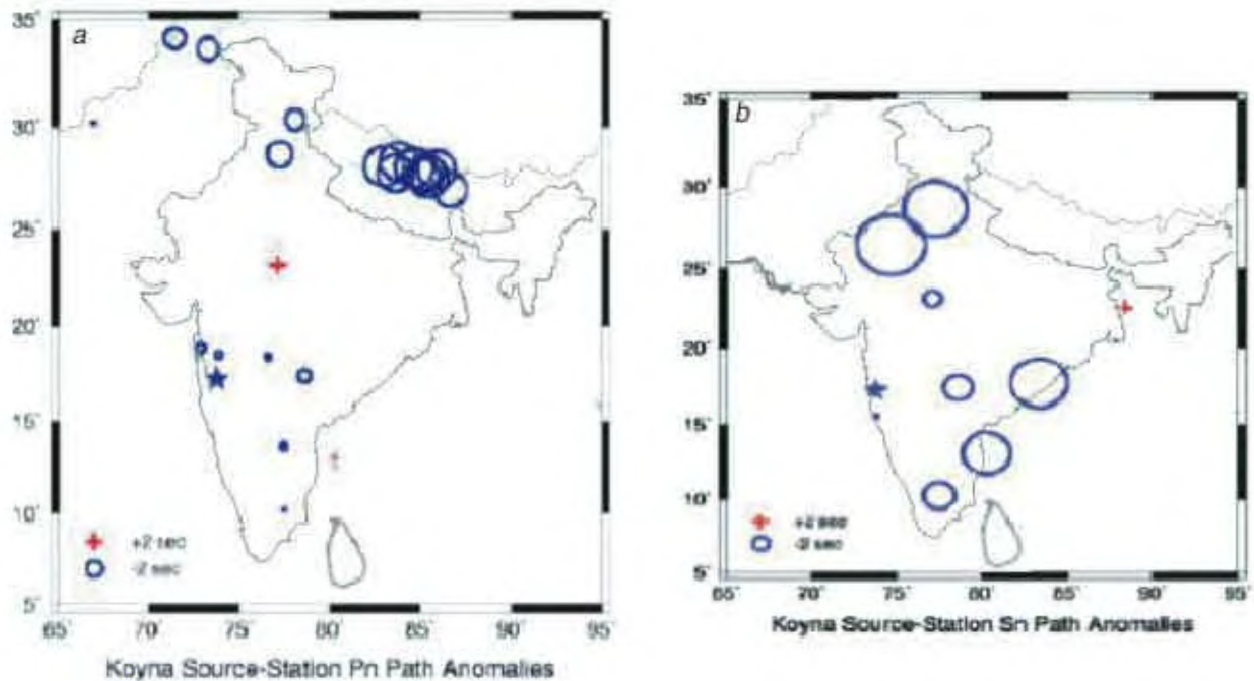 a
35°
30°
25°
20°
15°
10°
5°
+2 sec
-2 sec
65° 70° 75° 80° 85° 90° 95°
Koyna Source-Station Pn Path Anomalies
b
35°
30°
25°
20°
15°
10°
5°
+2 sec
-2 sec
65° 70° 75° 80° 85° 90° 95°
Koyna Source-Station Sn Path Anomalies